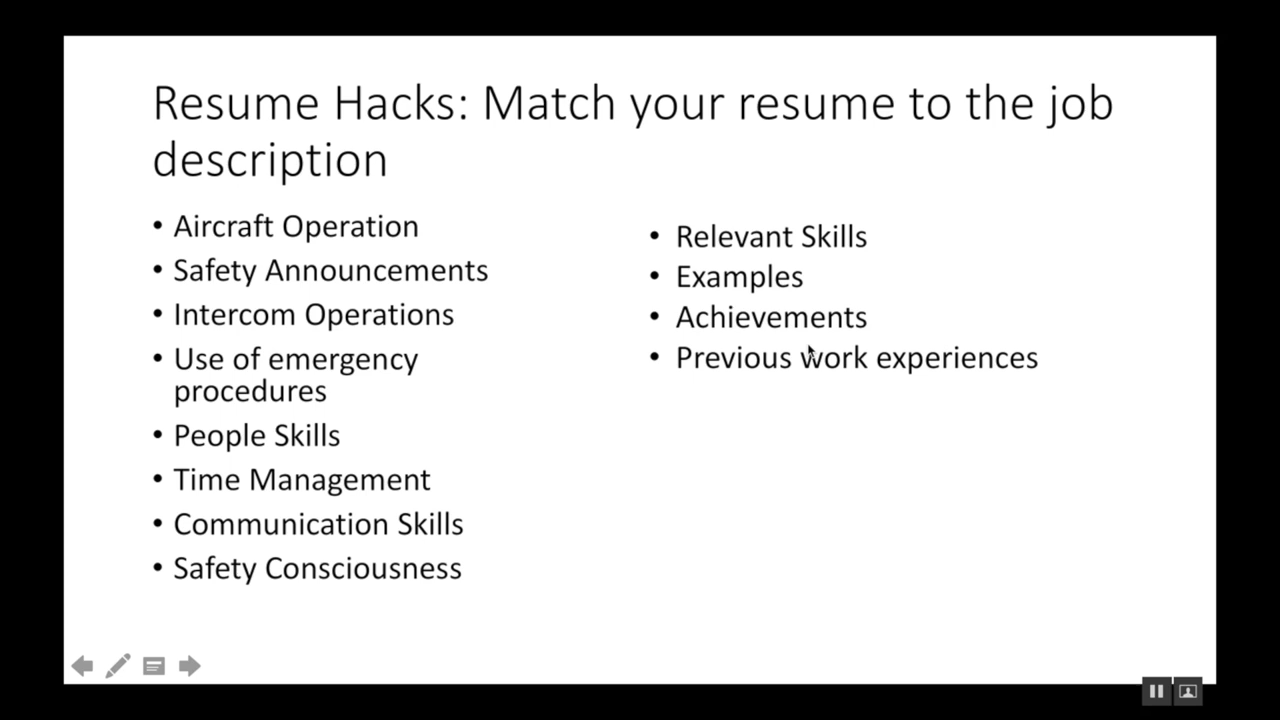 Resume Hacks: Match your resume to the job
description
• Aircraft Operation
• Safety Announcements
• Intercom Operations
• Use of emergency
procedures
• People Skills
• Time Management
• Communication Skills
• Safety Consciousness
• Relevant Skills
• Examples
• Achievements
• Previous work experiences